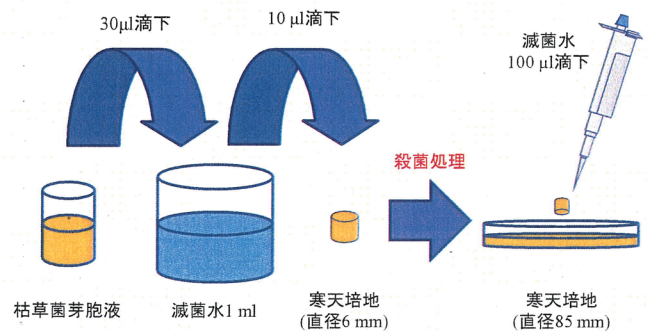 30μl滴下
10 μl滴下
滅菌水
100 μl滴下
殺菌処理
枯草菌芽胞液
滅菌水1 ml
寒天培地
(直径6 mm)
寒天培地
(直径85 mm)